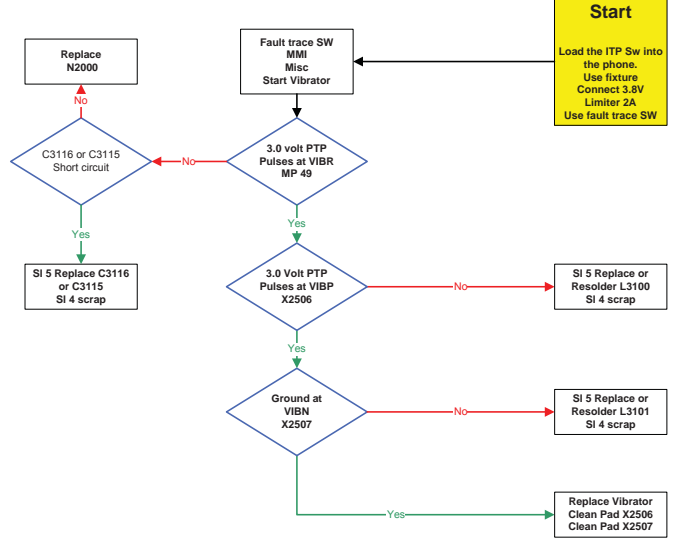 Start
Load the ITP Sw into
the phone.
Use fixture
Connect 3.8V
Limiter 2A
Use fault trace SW
Fault trace SW
MMI
Misc
Start Vibrator
Replace
N2000
No
C3116 or C3115
Short circuit
No
3.0 volt PTP
Pulses at VIBR
MP 49
Yes
Yes
SI 5 Replace C3116
or C3115
SI 4 scrap
3.0 Volt PTP
Pulses at VIBP
X2506
No
SI 5 Replace or
Resolder L3100
SI 4 scrap
Yes
Ground at
VIBN
X2507
No
SI 5 Replace or
Resolder L3101
SI 4 scrap
Yes
Replace Vibrator
Clean Pad X2506
Clean Pad X2507